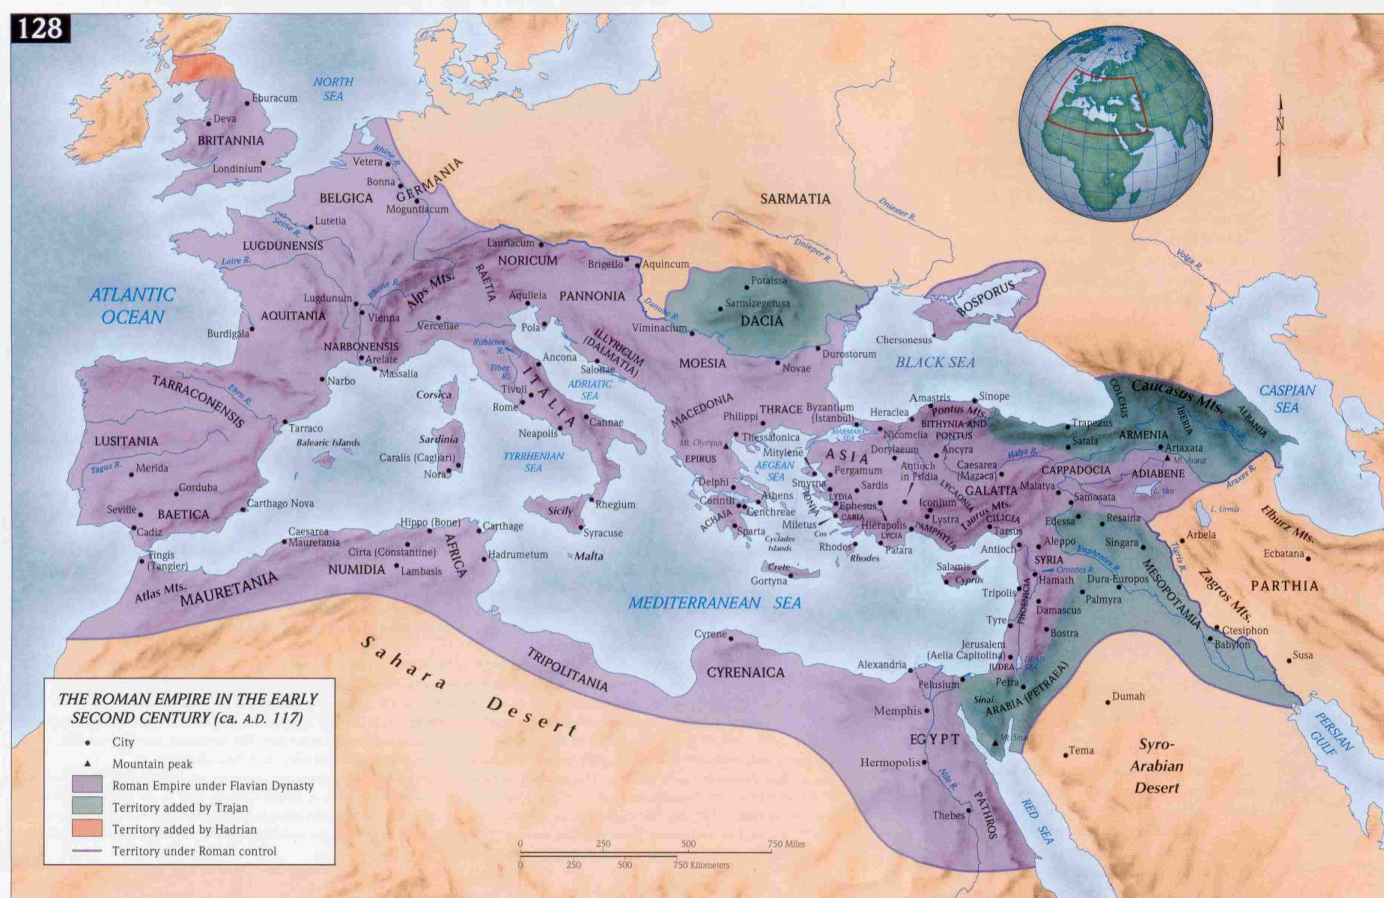 128
NORTH
SEA
Eburacum
Deva
BRITANNIA
Londinium
ATLANTIC
OCEAN
Vetera
Rhine R.
Bonna
GERMANIA
BELGICA
Moguntiacum
Lutetia
Seine R.
LUGDUNENSIS
Loire R.
Lugdunum
Rhone R.
Vienna
AQUITANIA
Burdigala
NARBONENSIS
Arelate
Massalia
Narbo
Alps Mts.
RAETIA
Vercellae
Lauriacum
NORICUM
Brigetio
Aquincum
Aquileia
PANNONIA
Pola
Danube R.
Viminacium
SARMATIA
Dniester R.
Dnieper R.
Volga R.
N
Potaissa
Sarmizegetusa
DACIA
Durostorum
Novae
MOESIA
ILLYRICUM
(DALMATIA)
Salonae
Ancona
ADRIATIC
SEA
Rubicon
R.
Tiber
R.
ITALIA
Tivoli
Rome
Neapolis
Cannae
Corsica
Sardinia
Caralis (Cagliari)
Nora
TYRRHENIAN
SEA
Sicily
Rhegium
Syracuse
Malta
TARRACONENSIS
Ebro R.
Tarraco
Balearic Islands
LUSITANIA
Tagus R.
Merida
Corduba
Seville
BAETICA
Carthago Nova
Cadiz
Tingis
(Tangier)
Atlas Mts.
MAURETANIA
Caesarea
Mauretania
Hippo (Bone)
Cirta (Constantine)
NUMIDIA
Lambasis
AFRICA
Carthage
Hadrumetum
MEDITERRANEAN SEA
Sahara Desert
TRIPOLITANIA
Cyrene
CYRENAICA
BOSPORUS
Chersonesus
BLACK SEA
CASPIAN
SEA
MACEDONIA
Philippi
THRACE
Byzantium
(Istanbul)
MARMARA
SEA
Mt. Olympus
Thessalonica
EPIRUS
AEGEAN
SEA
Mitylene
Delphi
Corinth
Athens
Cenchreae
ACHAIA
Sparta
Cyclades
Islands
Crete
Gortyna
Amastris
Sinope
Heraclea
Pontus Mts.
BITHYNIA AND
PONTUS
Nicomedia
ASIA
Dorylaeum
Ancyra
Pergamum
Antioch
in Psidia
Smyrna
Sardis
LYDIA
IONIA
Ephesus
CARIA
Miletus
Hierapolis
Cos
LYCIA
Rhodes
Rhodes
Patara
LYCAONIA
GALATIA
Iconium
Lystra
PAMPHYLIA
Taurus Mts.
CILICIA
Tarsus
Caesarea
(Mazaca)
Halys R.
CAPPADOCIA
Malatya
Samosata
Trapezus
Satala
COLCHIS
Caucasus Mts.
IBERIA
ALBANIA
ARMENIA
Artaxata
Mt. Ararat
ADIABENE
L. Van
Araxes R.
L. Urmia
Elburz Mts.
Ecbatana
Edessa
Resaina
Singara
Arbela
Tigris R.
Zagros Mts.
PARTHIA
Antioch
Aleppo
SYRIA
Euphrates R.
Orontes R.
Hamath
Dura-Europos
MESOPOTAMIA
Palmyra
Salamis
Cyprus
Tripolis
PHOENICIA
Damascus
Tyre
Bostra
Ctesiphon
Babylon
Susa
Jerusalem
(Aelia Capitolina)
JUDEA
DEAD
SEA
Alexandria
Pelusium
Petra
Sinai
ARABIA (PETRAEA)
Mt. Sinai
Memphis
EGYPT
Hermopolis
Nile R.
PATHROS
Thebes
RED SEA
Dumah
Tema
Syro-
Arabian
Desert
PERSIAN
GULF
THE ROMAN EMPIRE IN THE EARLY
SECOND CENTURY (ca. A.D. 117)
City
Mountain peak
Roman Empire under Flavian Dynasty
Territory added by Trajan
Territory added by Hadrian
Territory under Roman control
0 250 500 750 Miles
0 250 500 750 Kilometers